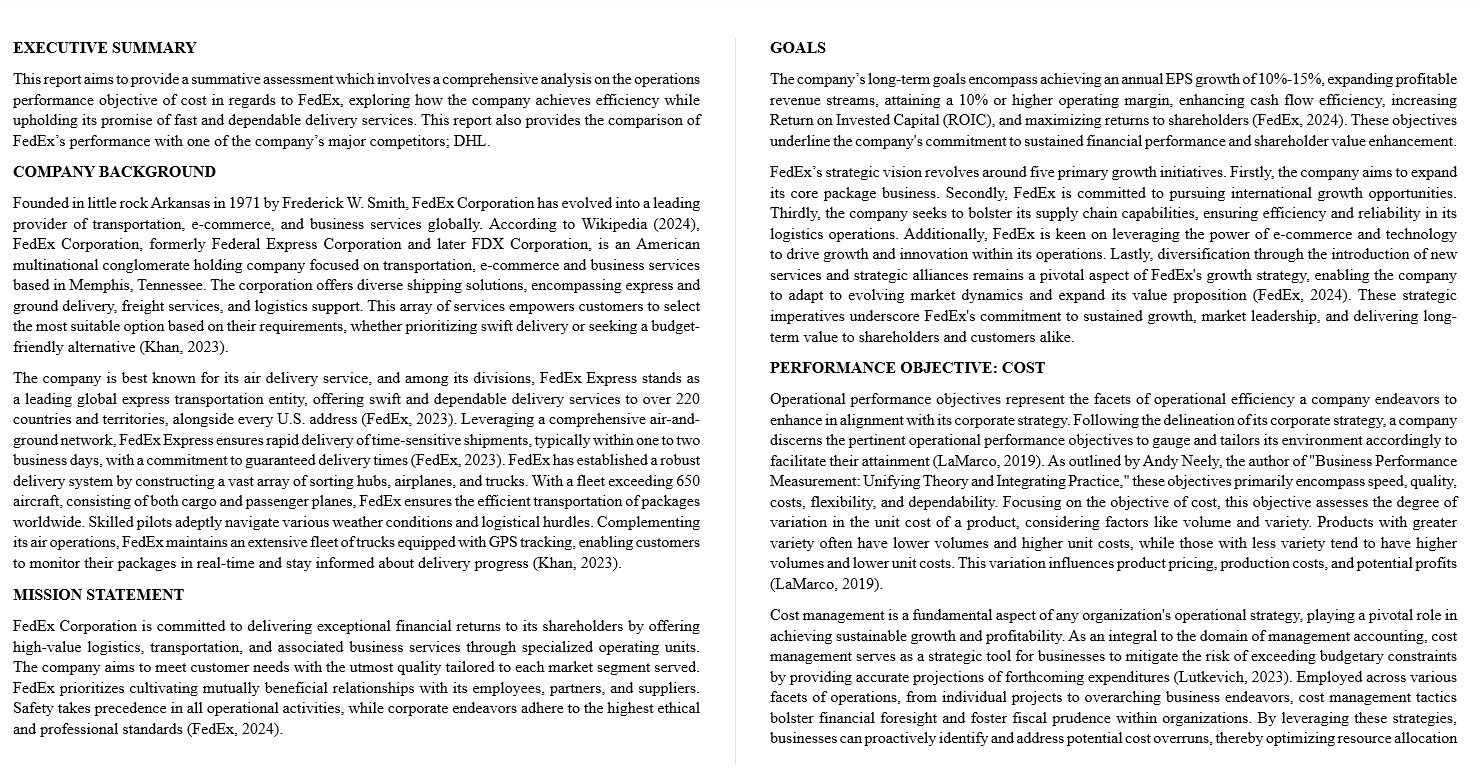 EXECUTIVE SUMMARY
This report aims to provide a summative assessment which involves a comprehensive analysis on the operations
performance objective of cost in regards to FedEx, exploring how the company achieves efficiency while
upholding its promise of fast and dependable delivery services. This report also provides the comparison of
FedEx’s performance with one of the company’s major competitors; DHL.
COMPANY BACKGROUND
Founded in little rock Arkansas in 1971 by Frederick W. Smith, FedEx Corporation has evolved into a leading
provider of transportation, e-commerce, and business services globally. According to Wikipedia (2024),
FedEx Corporation, formerly Federal Express Corporation and later FDX Corporation, is an American
multinational conglomerate holding company focused on transportation, e-commerce and business services
based in Memphis, Tennessee. The corporation offers diverse shipping solutions, encompassing express and
ground delivery, freight services, and logistics support. This array of services empowers customers to select
the most suitable option based on their requirements, whether prioritizing swift delivery or seeking a budget-
friendly alternative (Khan, 2023).
The company is best known for its air delivery service, and among its divisions, FedEx Express stands as
a leading global express transportation entity, offering swift and dependable delivery services to over 220
countries and territories, alongside every U.S. address (FedEx, 2023). Leveraging a comprehensive air-and-
ground network, FedEx Express ensures rapid delivery of time-sensitive shipments, typically within one to two
business days, with a commitment to guaranteed delivery times (FedEx, 2023). FedEx has established a robust
delivery system by constructing a vast array of sorting hubs, airplanes, and trucks. With a fleet exceeding 650
aircraft, consisting of both cargo and passenger planes, FedEx ensures the efficient transportation of packages
worldwide. Skilled pilots adeptly navigate various weather conditions and logistical hurdles. Complementing
its air operations, FedEx maintains an extensive fleet of trucks equipped with GPS tracking, enabling customers
to monitor their packages in real-time and stay informed about delivery progress (Khan, 2023).
MISSION STATEMENT
FedEx Corporation is committed to delivering exceptional financial returns to its shareholders by offering
high-value logistics, transportation, and associated business services through specialized operating units.
The company aims to meet customer needs with the utmost quality tailored to each market segment served.
FedEx prioritizes cultivating mutually beneficial relationships with its employees, partners, and suppliers.
Safety takes precedence in all operational activities, while corporate endeavors adhere to the highest ethical
and professional standards (FedEx, 2024).
GOALS
The company’s long-term goals encompass achieving an annual EPS growth of 10%-15%, expanding profitable
revenue streams, attaining a 10% or higher operating margin, enhancing cash flow efficiency, increasing
Return on Invested Capital (ROIC), and maximizing returns to shareholders (FedEx, 2024). These objectives
underline the company's commitment to sustained financial performance and shareholder value enhancement.
FedEx’s strategic vision revolves around five primary growth initiatives. Firstly, the company aims to expand
its core package business. Secondly, FedEx is committed to pursuing international growth opportunities.
Thirdly, the company seeks to bolster its supply chain capabilities, ensuring efficiency and reliability in its
logistics operations. Additionally, FedEx is keen on leveraging the power of e-commerce and technology
to drive growth and innovation within its operations. Lastly, diversification through the introduction of new
services and strategic alliances remains a pivotal aspect of FedEx's growth strategy, enabling the company
to adapt to evolving market dynamics and expand its value proposition (FedEx, 2024). These strategic
imperatives underscore FedEx's commitment to sustained growth, market leadership, and delivering long-
term value to shareholders and customers alike.
PERFORMANCE OBJECTIVE: COST
Operational performance objectives represent the facets of operational efficiency a company endeavors to
enhance in alignment with its corporate strategy. Following the delineation of its corporate strategy, a company
discerns the pertinent operational performance objectives to gauge and tailors its environment accordingly to
facilitate their attainment (LaMarco, 2019). As outlined by Andy Neely, the author of "Business Performance
Measurement: Unifying Theory and Integrating Practice," these objectives primarily encompass speed, quality,
costs, flexibility, and dependability. Focusing on the objective of cost, this objective assesses the degree of
variation in the unit cost of a product, considering factors like volume and variety. Products with greater
variety often have lower volumes and higher unit costs, while those with less variety tend to have higher
volumes and lower unit costs. This variation influences product pricing, production costs, and potential profits
(LaMarco, 2019).
Cost management is a fundamental aspect of any organization's operational strategy, playing a pivotal role in
achieving sustainable growth and profitability. As an integral to the domain of management accounting, cost
management serves as a strategic tool for businesses to mitigate the risk of exceeding budgetary constraints
by providing accurate projections of forthcoming expenditures (Lutkevich, 2023). Employed across various
facets of operations, from individual projects to overarching business endeavors, cost management tactics
bolster financial foresight and foster fiscal prudence within organizations. By leveraging these strategies,
businesses can proactively identify and address potential cost overruns, thereby optimizing resource allocation